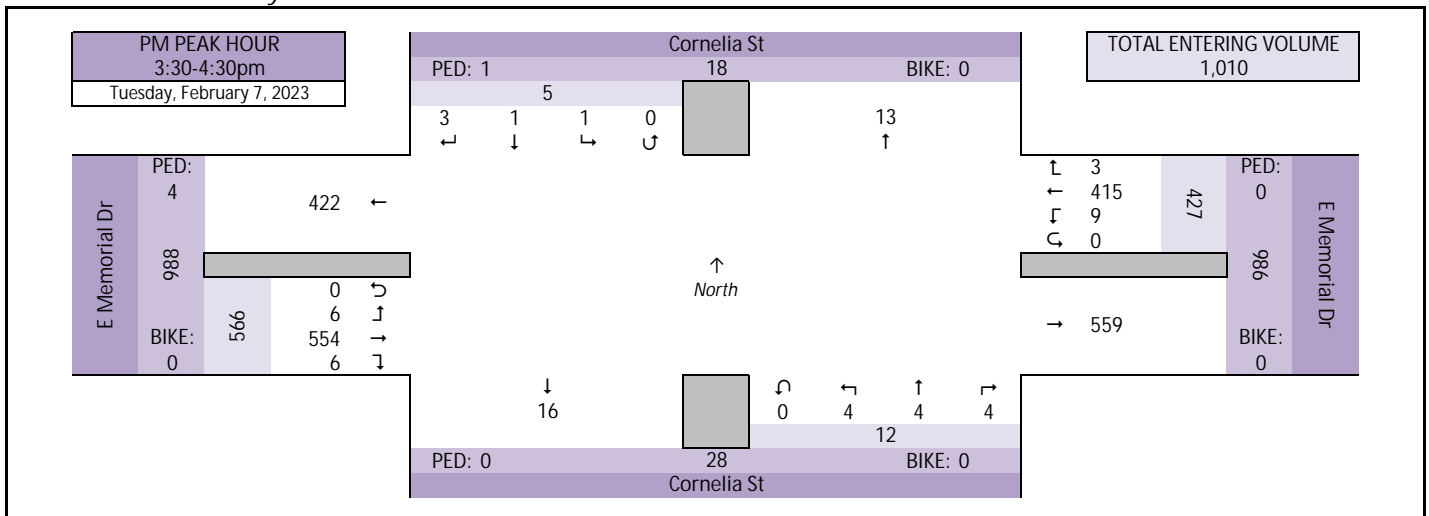 PM PEAK HOUR
3:30-4:30pm
Tuesday, February 7, 2023
Cornelia St
PED: 1 18 BIKE: 0
5
3 1 1 0
↵ ↓ ↳ ↺
13
↑
TOTAL ENTERING VOLUME
1,010
E Memorial Dr
PED:
4
988
BIKE:
0
422 ←
566
0 ⮌
6 ↰
554 →
6 ↴
↑
North
↑ 3
← 415
↓ 9
↩ 0
427
→ 559
PED:
0
986
BIKE:
0
E Memorial Dr
↓
16
↶ ↰ ↑ ↱
0 4 4 4
12
PED: 0 28 BIKE: 0
Cornelia St